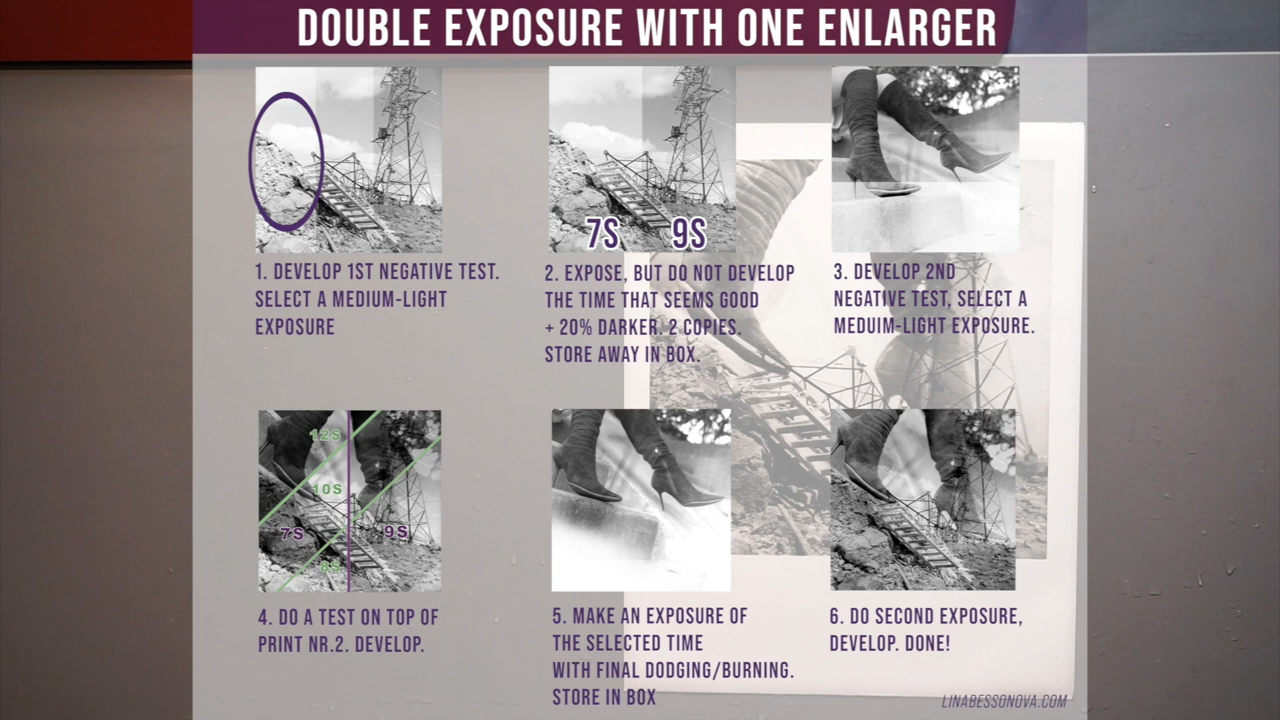 DOUBLE EXPOSURE WITH ONE ENLARGER
7S 9S
1. DEVELOP 1ST NEGATIVE TEST.
SELECT A MEDIUM-LIGHT
EXPOSURE
2. EXPOSE, BUT DO NOT DEVELOP
THE TIME THAT SEEMS GOOD
+ 20% DARKER. 2 COPIES.
STORE AWAY IN BOX.
3. DEVELOP 2ND
NEGATIVE TEST, SELECT A
MEDUIM-LIGHT EXPOSURE.
12S
10S
7S 9S
8S
4. DO A TEST ON TOP OF
PRINT NR.2. DEVELOP.
5. MAKE AN EXPOSURE OF
THE SELECTED TIME
WITH FINAL DODGING/BURNING.
STORE IN BOX
6. DO SECOND EXPOSURE,
DEVELOP. DONE!
LINABESSONOVA.COM